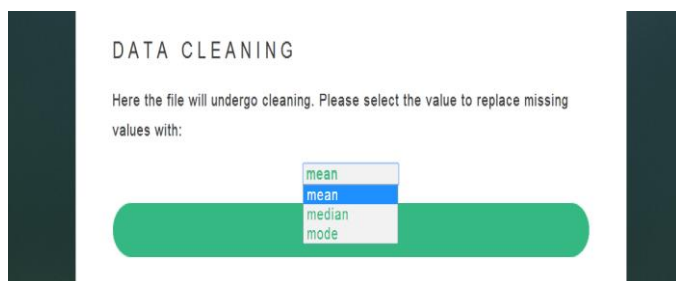 DATA CLEANING
Here the file will undergo cleaning. Please select the value to replace missing
values with:
mean
mean
median
mode